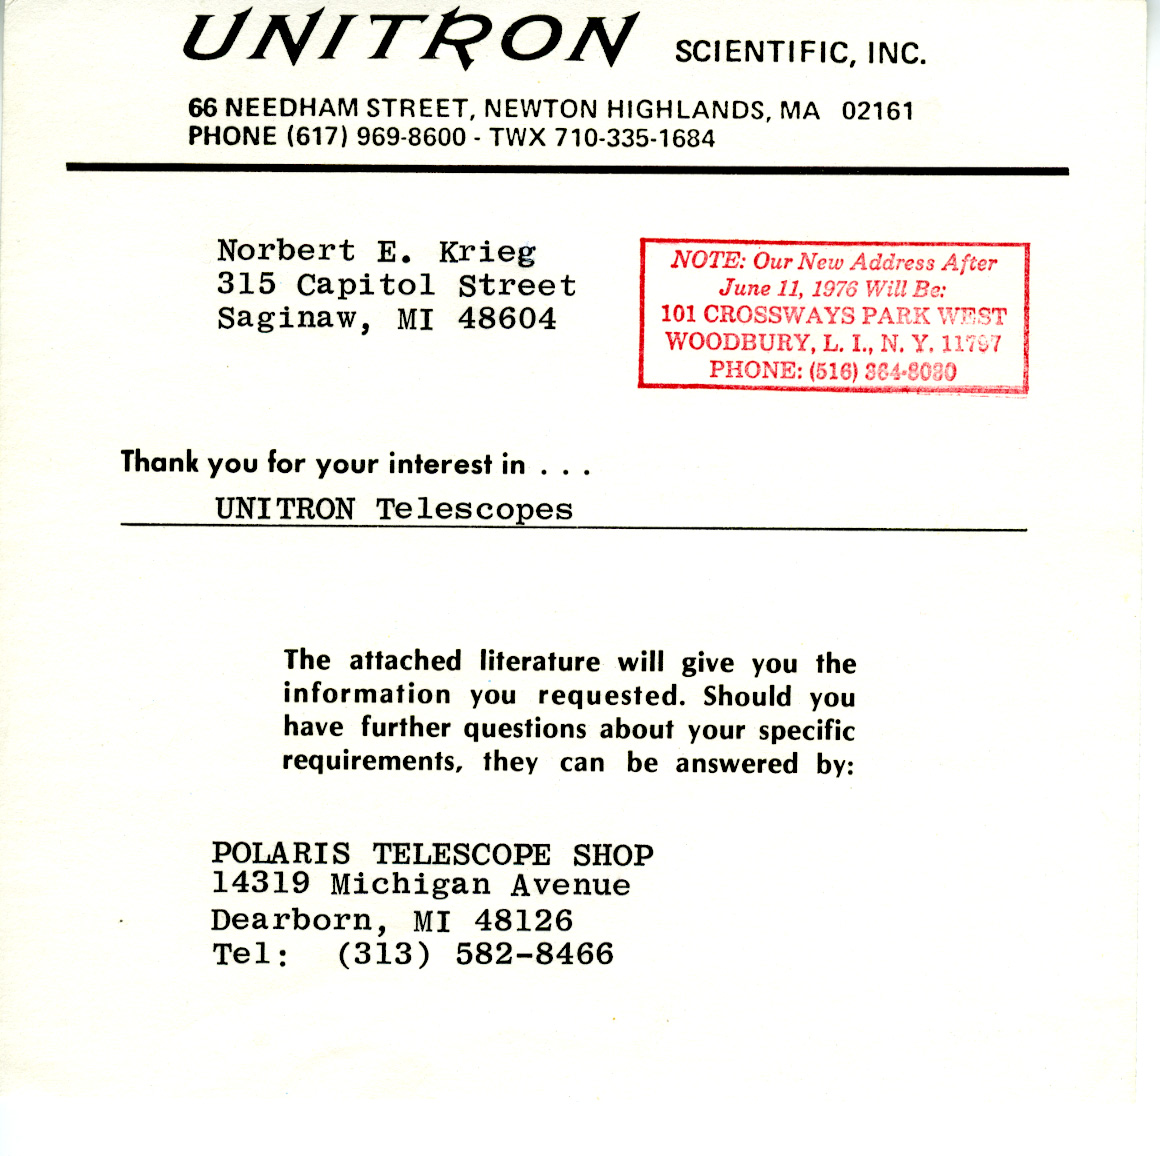 UNITRON SCIENTIFIC, INC.
66 NEEDHAM STREET, NEWTON HIGHLANDS, MA 02161
PHONE (617) 969-8600 - TWX 710-335-1684
Norbert E. Krieg
315 Capitol Street
Saginaw, MI 48604
NOTE: Our New Address After
June 11, 1976 Will Be:
101 CROSSWAYS PARK WEST
WOODBURY, L. I., N. Y. 11797
PHONE: (516)
Thank you for your interest in . . .
UNITRON Telescopes
The attached literature will give you the
information you requested. Should you
have further questions about your specific
requirements, they can be answered by:
POLARIS TELESCOPE SHOP
14319 Michigan Avenue
Dearborn, MI 48126
Tel: (313) 582-8466